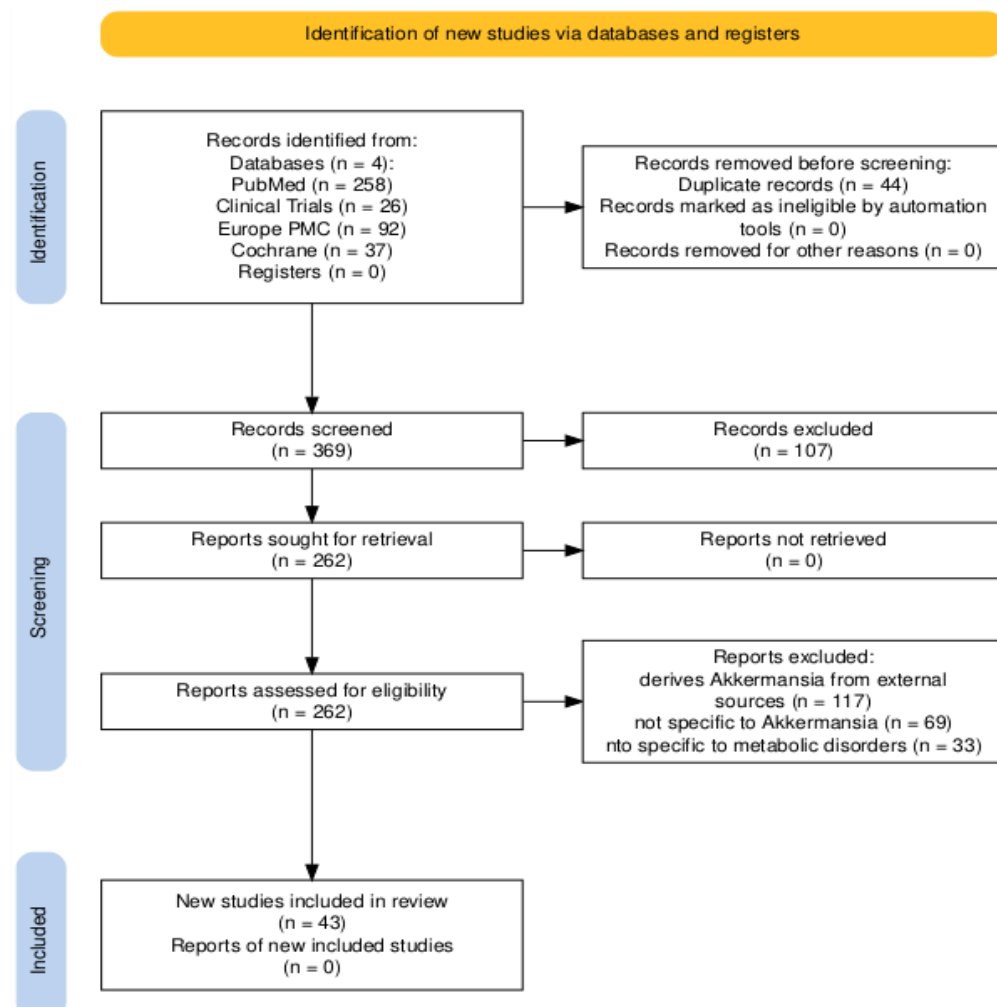 Identification of new studies via databases and registers
Identification
Records identified from:
Databases (n = 4):
PubMed (n = 258)
Clinical Trials (n = 26)
Europe PMC (n = 92)
Cochrane (n = 37)
Registers (n = 0)
Records removed before screening:
Duplicate records (n = 44)
Records marked as ineligible by automation
tools (n = 0)
Records removed for other reasons (n = 0)
Screening
Records screened
(n = 369)
Records excluded
(n = 107)
Reports sought for retrieval
(n = 262)
Reports not retrieved
(n = 0)
Reports assessed for eligibility
(n = 262)
Reports excluded:
derives Akkermansia from external
sources (n = 117)
not specific to Akkermansia (n = 69)
nto specific to metabolic disorders (n = 33)
Included
New studies included in review
(n = 43)
Reports of new included studies
(n = 0)